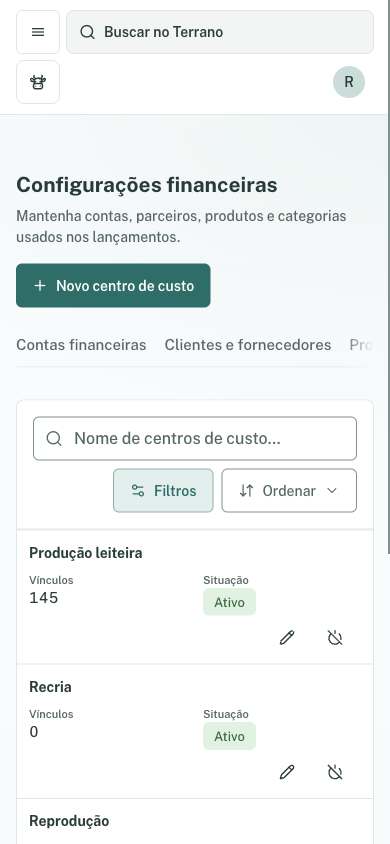 Buscar no Terrano
R
Configurações financeiras
Mantenha contas, parceiros, produtos e categorias
usados nos lançamentos.
Novo centro de custo
Contas financeiras Clientes e fornecedores
Nome de centros de custo...
Filtros Ordenar
Produção leiteira
Vínculos Situação
145 Ativo
Recria
Vínculos Situação
0 Ativo
Reprodução